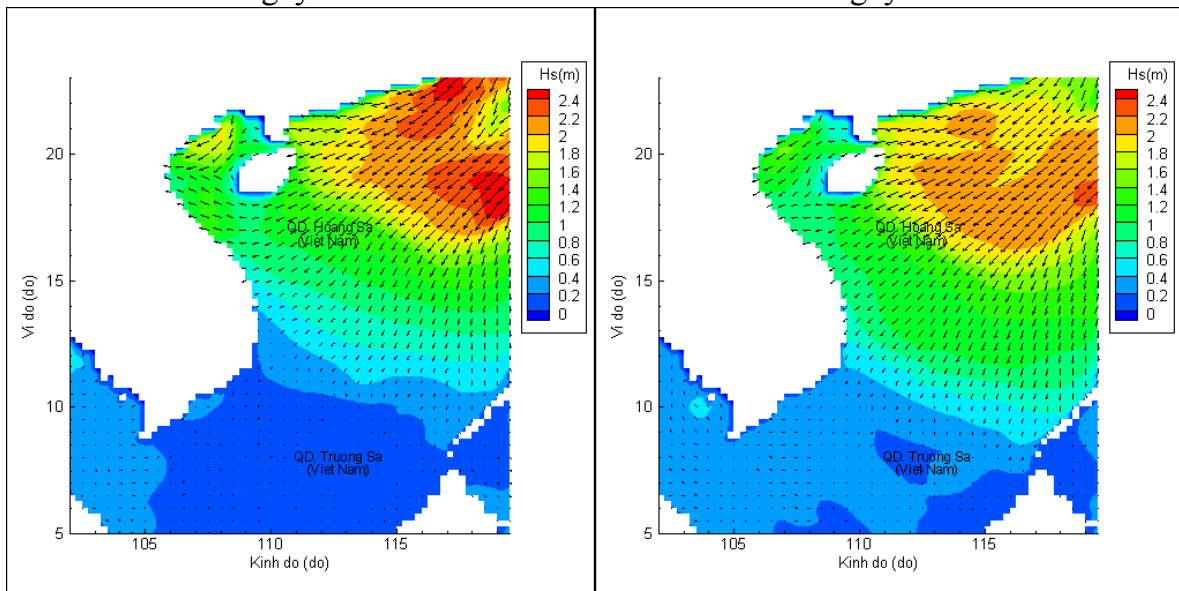 Hs(m)
2.4
2.2
2
1.8
1.6
1.4
1.2
1
0.8
0.6
0.4
0.2
0
20
15
10
5
Vi do (do)
105
110
115
Kinh do (do)
QD. Hoang Sa
(Viet Nam)
QD. Truong Sa
(Viet Nam)
Hs(m)
2.4
2.2
2
1.8
1.6
1.4
1.2
1
0.8
0.6
0.4
0.2
0
20
15
10
5
Vi do (do)
105
110
115
Kinh do (do)
QD. Hoang Sa
(Viet Nam)
QD. Truong Sa
(Viet Nam)